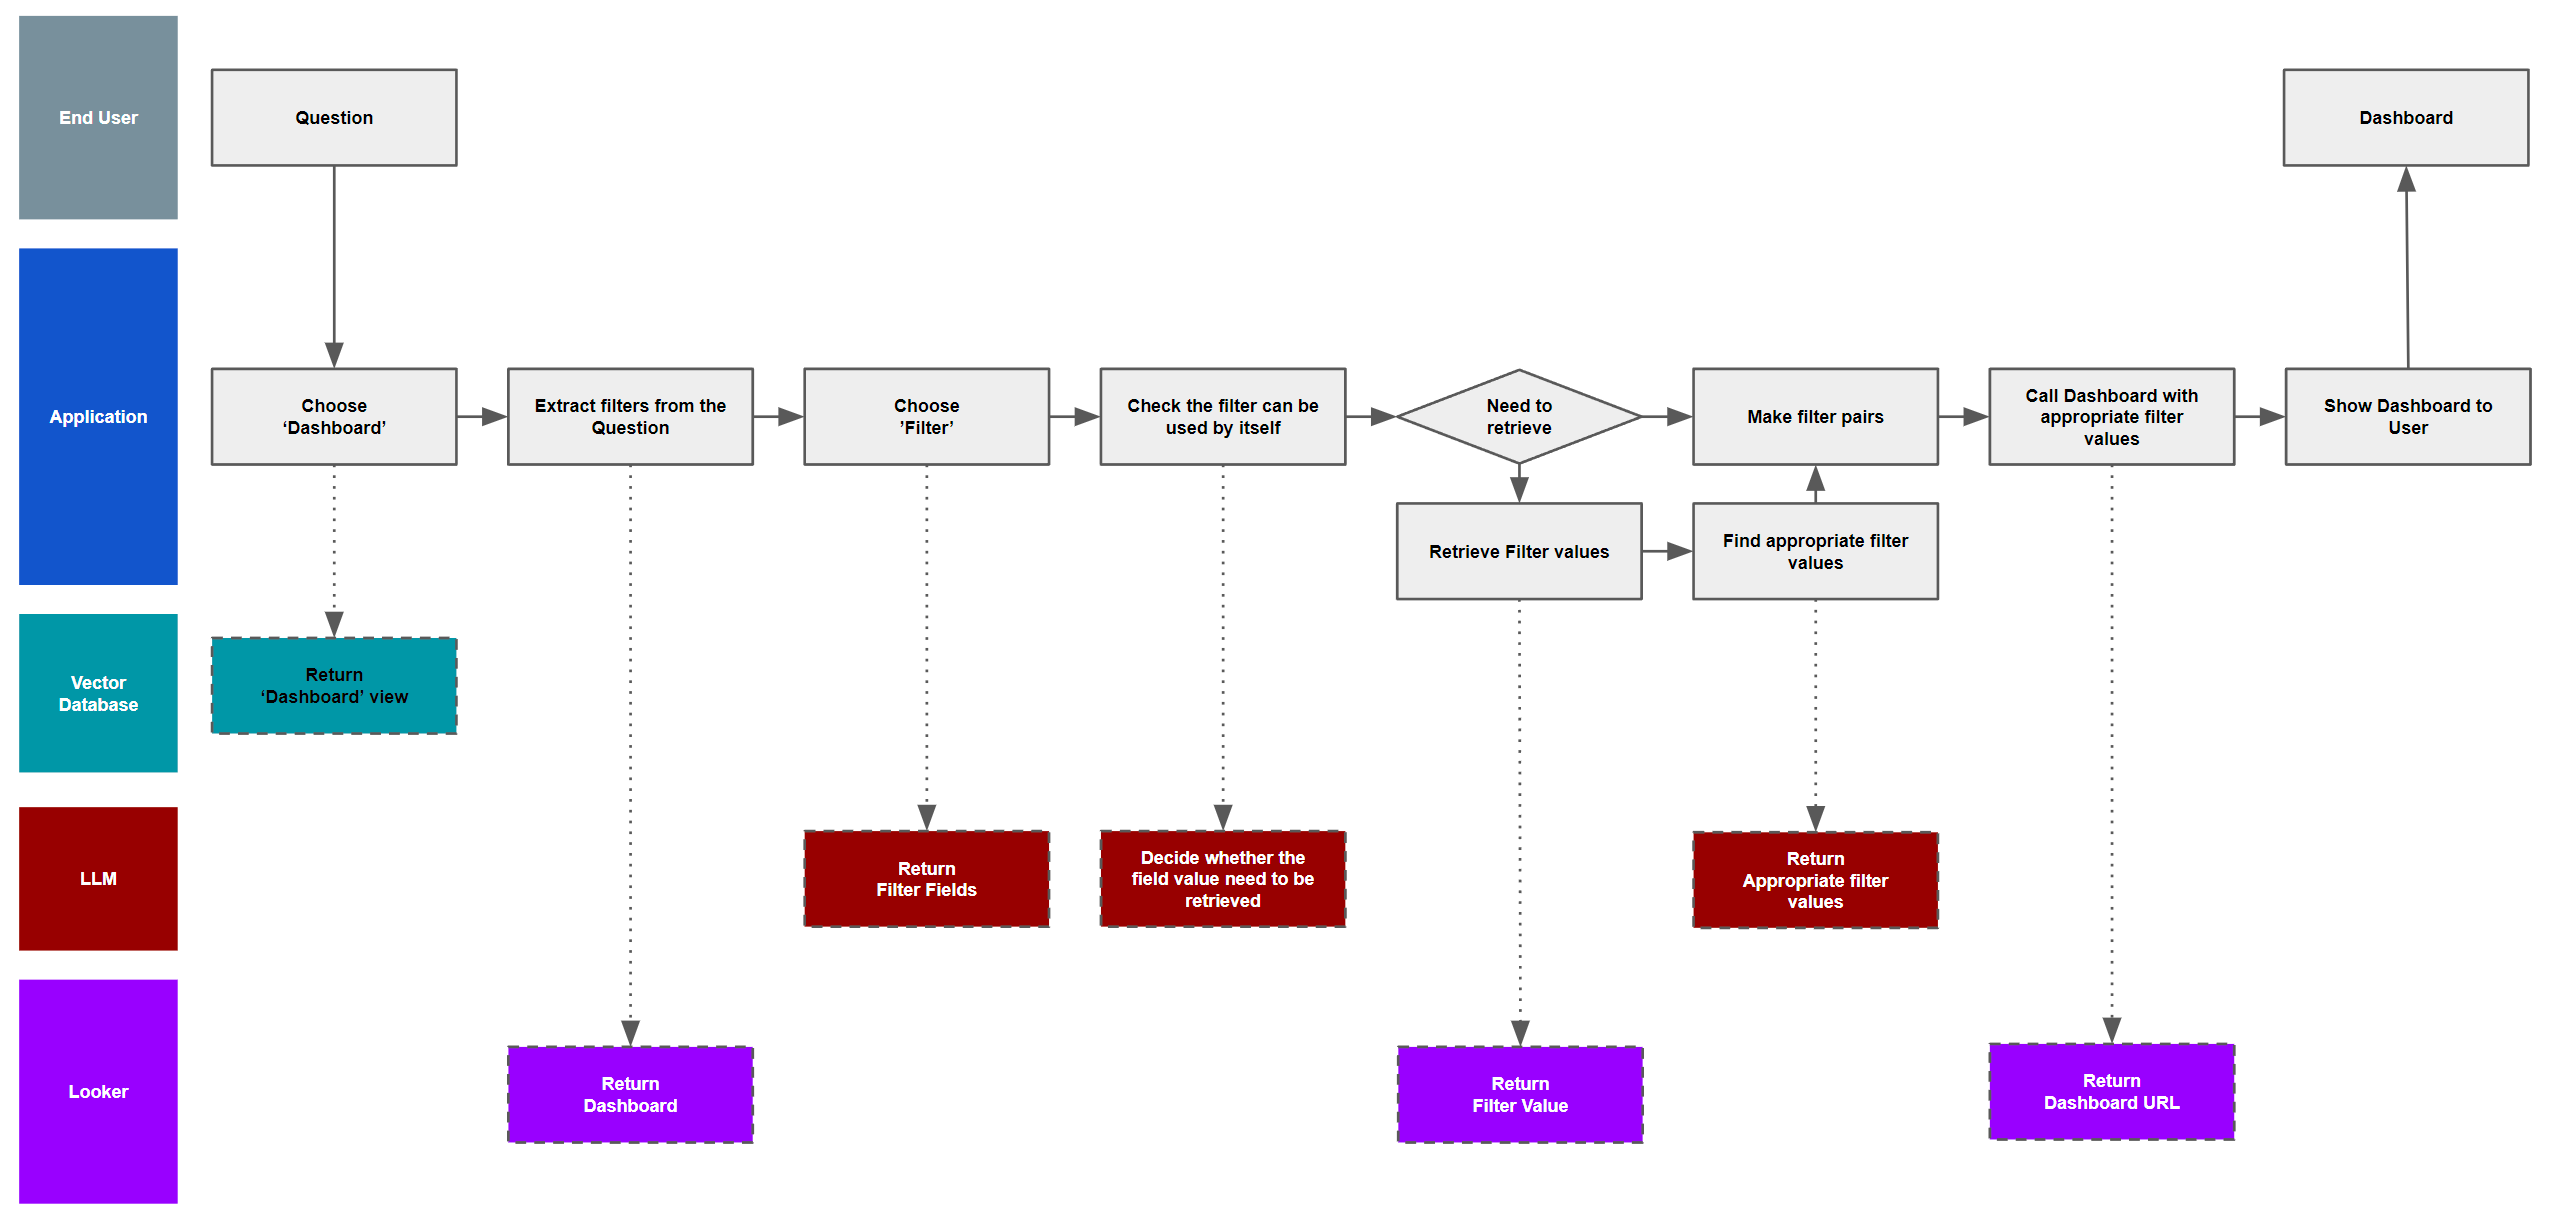 End User
Question
Dashboard
Application
Choose
‘Dashboard’
Extract filters from the
Question
Choose
’Filter’
Check the filter can be
used by itself
Need to
retrieve
Make filter pairs
Call Dashboard with
appropriate filter
values
Show Dashboard to
User
Retrieve Filter values
Find appropriate filter
values
Vector
Database
Return
‘Dashboard’ view
LLM
Return
Filter Fields
Decide whether the
field value need to be
retrieved
Return
Appropriate filter
values
Looker
Return
Dashboard
Return
Filter Value
Return
Dashboard URL